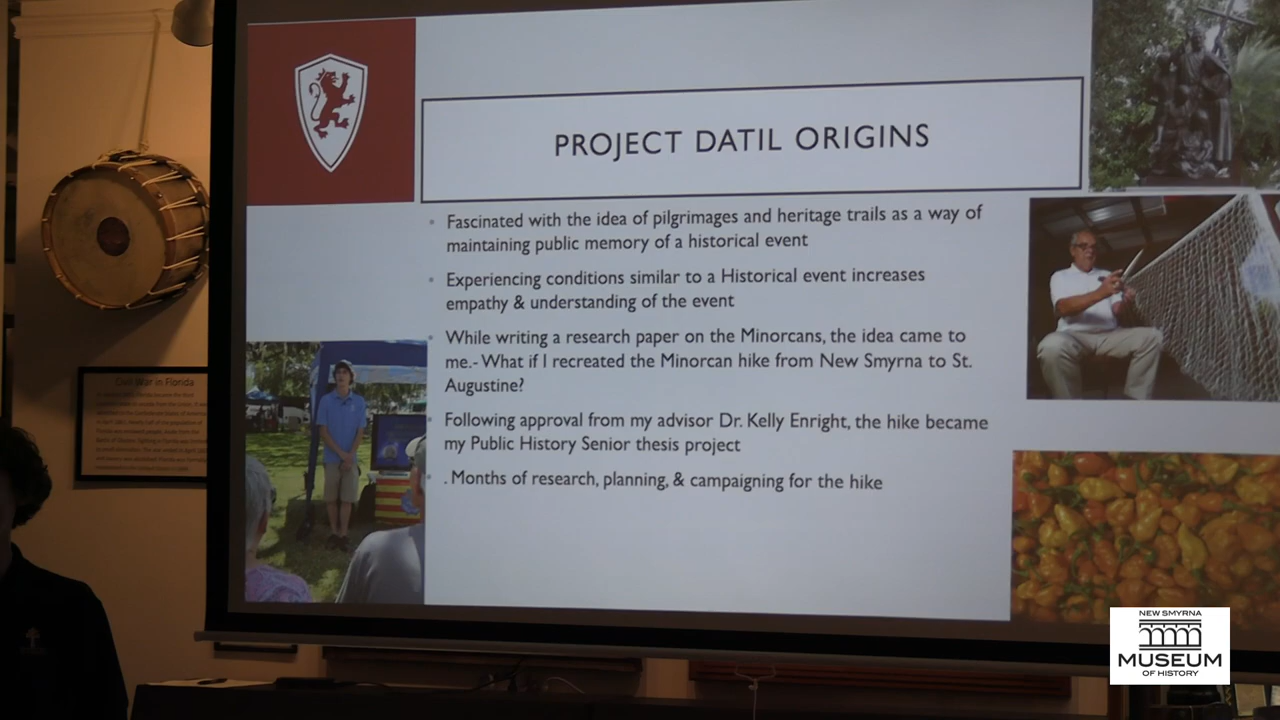 PROJECT DATIL ORIGINS
• Fascinated with the idea of pilgrimages and heritage trails as a way of
maintaining public memory of a historical event
• Experiencing conditions similar to a Historical event increases
empathy & understanding of the event
• While writing a research paper on the Minorcans, the idea came to
me.- What if I recreated the Minorcan hike from New Smyrna to St.
Augustine?
• Following approval from my advisor Dr. Kelly Enright, the hike became
my Public History Senior thesis project
• . Months of research, planning, & campaigning for the hike
Civil War in Florida
NEW SMYRNA
MUSEUM
OF HISTORY